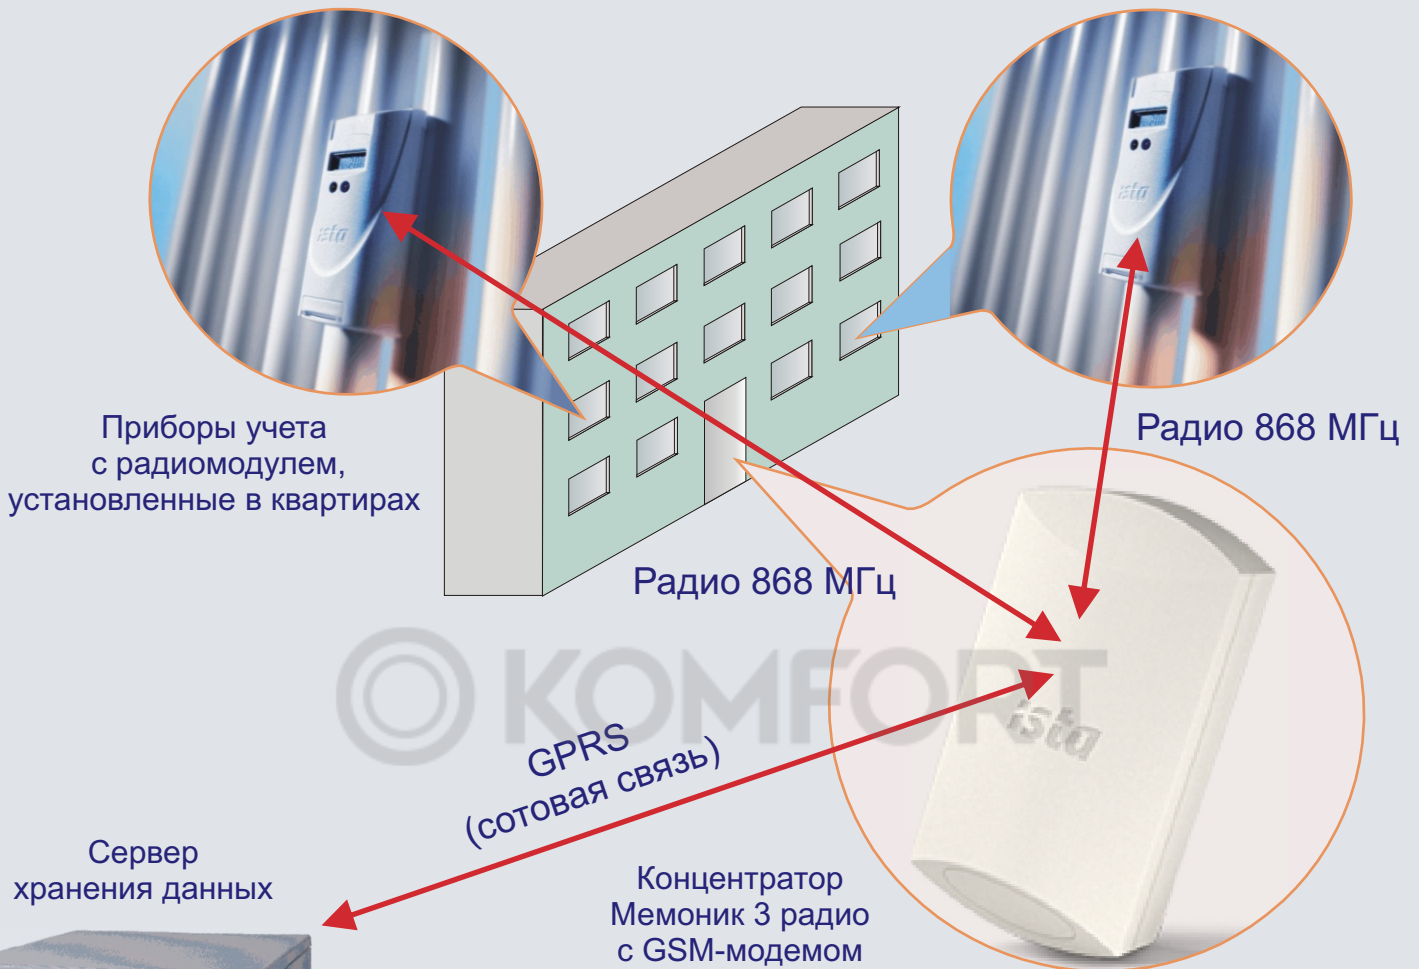 ista
ista
Приборы учета
с радиомодулем,
установленные в квартирах
Радио 868 МГц
Радио 868 МГц
KOMFORT
ista
GPRS
(сотовая связь)
Сервер
хранения данных
Концентратор
Мемоник 3 радио
с GSM-модемом